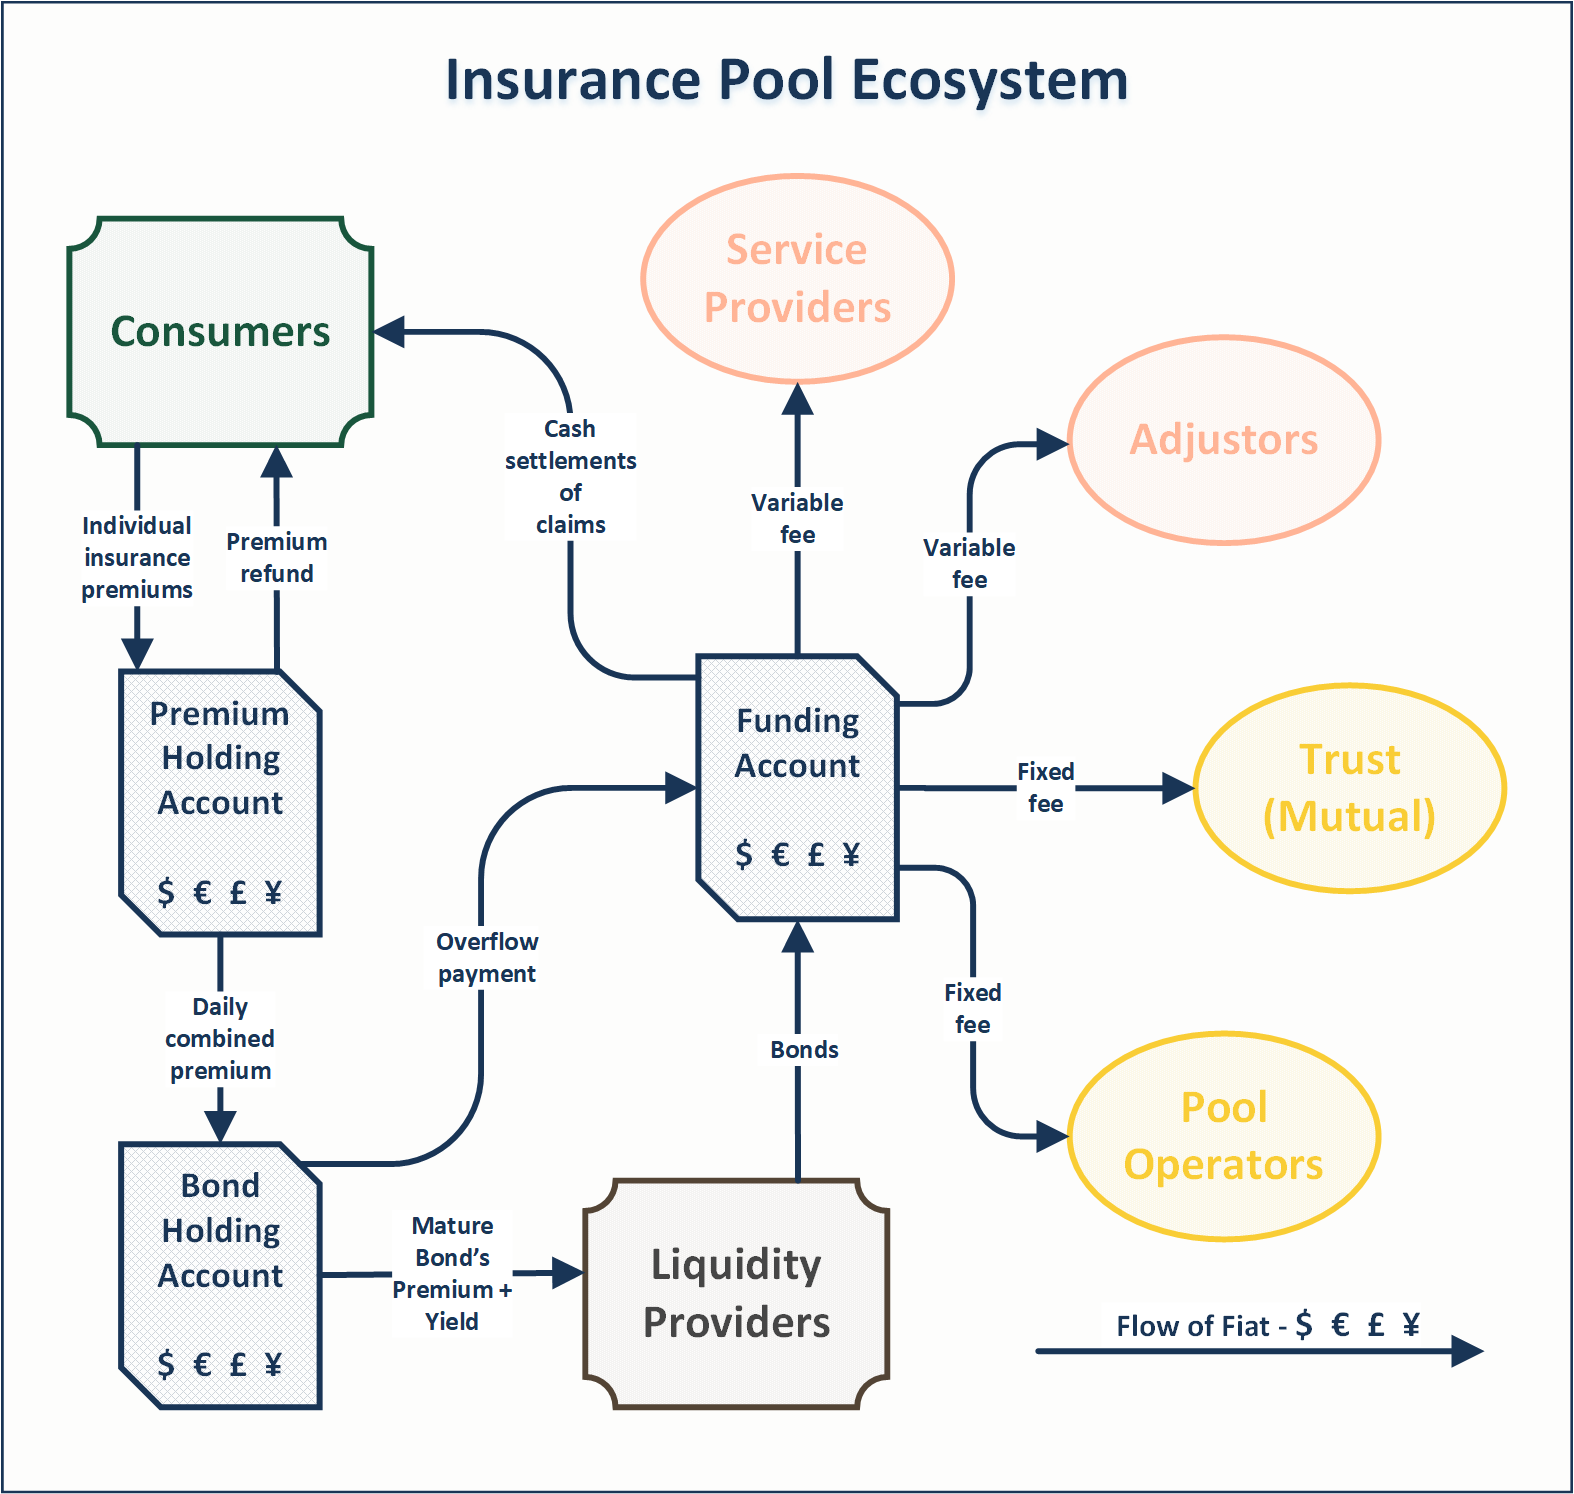 Insurance Pool Ecosystem
Service
Providers
Consumers
Adjustors
Cash
settlements
of
claims
Variable
fee
Variable
fee
Individual
insurance
premiums
Premium
refund
Premium
Holding
Account
$ € £ ¥
Funding
Account
$ € £ ¥
Fixed
fee
Trust
(Mutual)
Overflow
payment
Fixed
fee
Daily
combined
premium
Bonds
Pool
Operators
Bond
Holding
Account
$ € £ ¥
Mature
Bond’s
Premium +
Yield
Liquidity
Providers
Flow of Fiat - $ € £ ¥